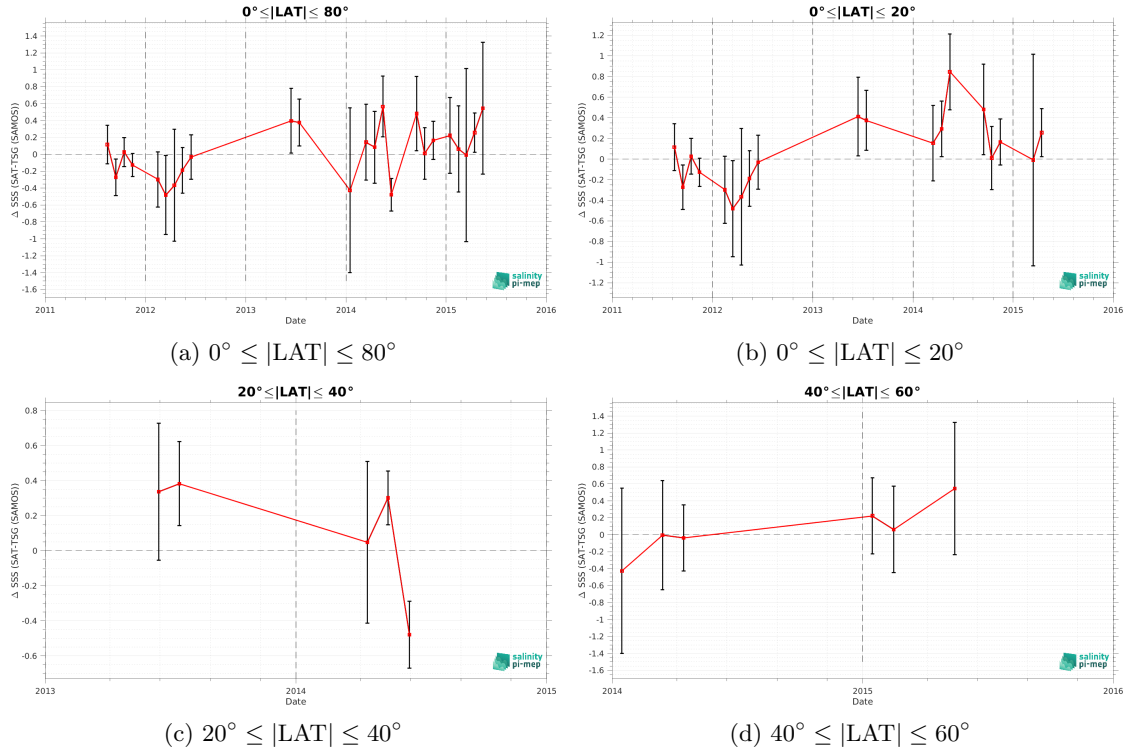 0°≤|LAT|≤ 80°
Δ SSS (SAT-TSG (SAMOS))
1.4
1.2
1
0.8
0.6
0.4
0.2
0
-0.2
-0.4
-0.6
-0.8
-1
-1.2
-1.4
-1.6
2011
2012
2013
2014
2015
2016
Date
salinity
pi-mep
(a) 0° ≤ |LAT| ≤ 80°
0°≤|LAT|≤ 20°
Δ SSS (SAT-TSG (SAMOS))
1.2
1
0.8
0.6
0.4
0.2
0
-0.2
-0.4
-0.6
-0.8
-1
-1.2
2011
2012
2013
2014
2015
2016
Date
salinity
pi-mep
(b) 0° ≤ |LAT| ≤ 20°
20°≤|LAT|≤ 40°
Δ SSS (SAT-TSG (SAMOS))
0.8
0.6
0.4
0.2
0
-0.2
-0.4
-0.6
2013
2014
2015
Date
salinity
pi-mep
(c) 20° ≤ |LAT| ≤ 40°
40°≤|LAT|≤ 60°
Δ SSS (SAT-TSG (SAMOS))
1.4
1.2
1
0.8
0.6
0.4
0.2
0
-0.2
-0.4
-0.6
-0.8
-1
-1.2
-1.4
-1.6
2014
2015
2016
Date
salinity
pi-mep
(d) 40° ≤ |LAT| ≤ 60°